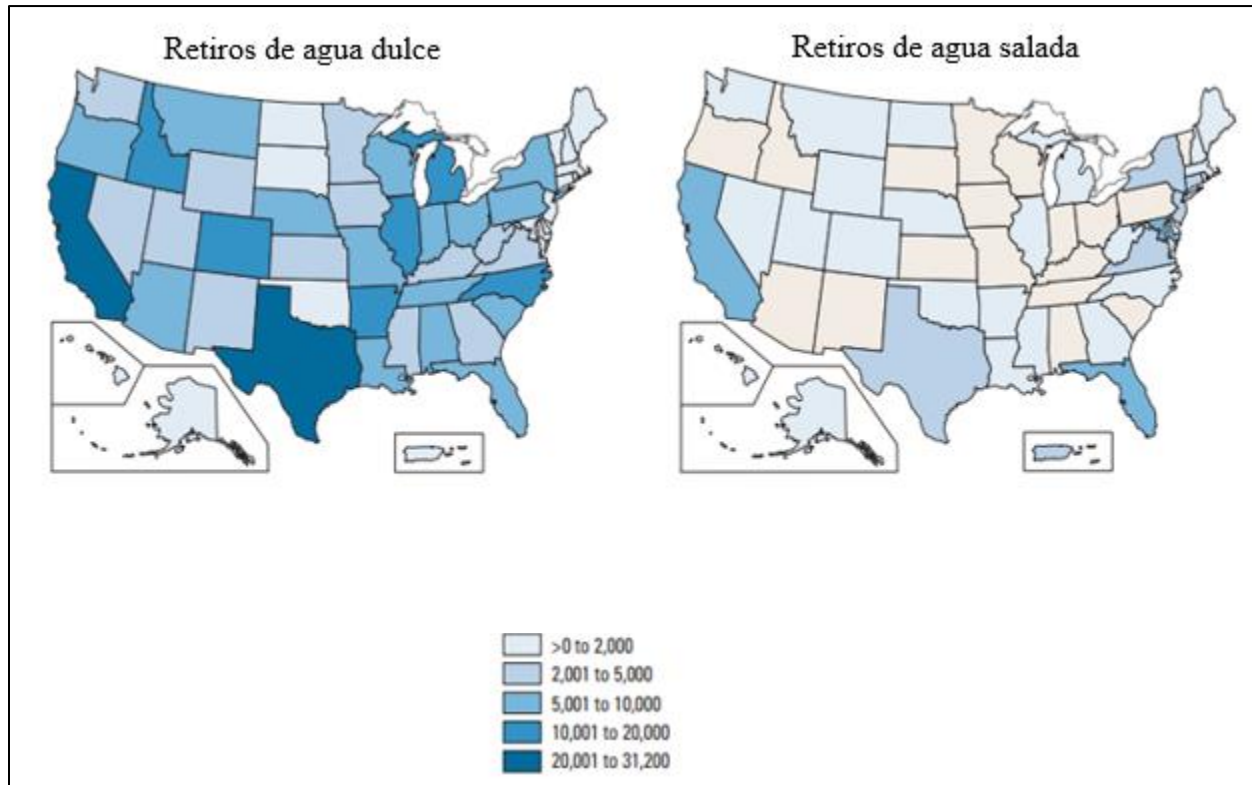 Retiros de agua dulce
Retiros de agua salada
>0 to 2,000
2,001 to 5,000
5,001 to 10,000
10,001 to 20,000
20,001 to 31,200